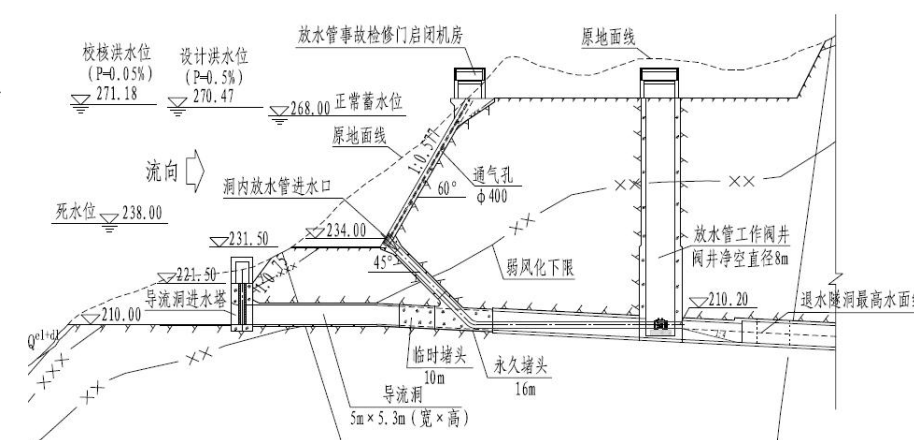 放水管事故检修门启闭机房
原地面线
校核洪水位
(P=0.05%)
271.18
设计洪水位
(P=0.5%)
270.47
268.00
正常蓄水位
原地面线
1:0.577
流向
洞内放水管进水口
通气孔
ф400
60°
死水位
238.00
231.50
234.00
45°
弱风化下限
放水管工作阀井
阀井净空直径8m
221.50
1:0.75
导流洞进水塔
210.00
210.20
退水隧洞最高水面线
Qel+dl
临时堵头
10m
永久堵头
16m
导流洞
5m×5.3m(宽×高)